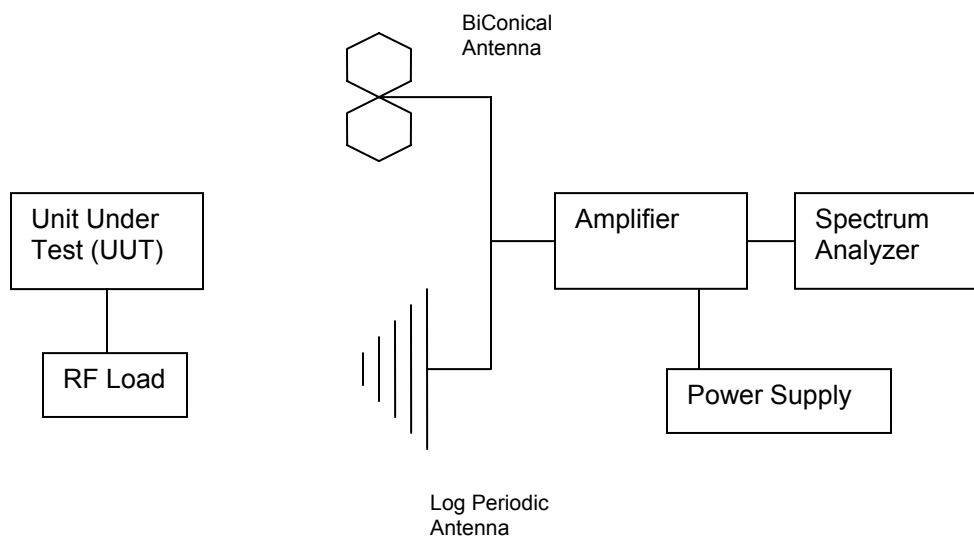 BiConical
Antenna
Unit Under
Test (UUT)
Amplifier
Spectrum
Analyzer
RF Load
Power Supply
Log Periodic
Antenna